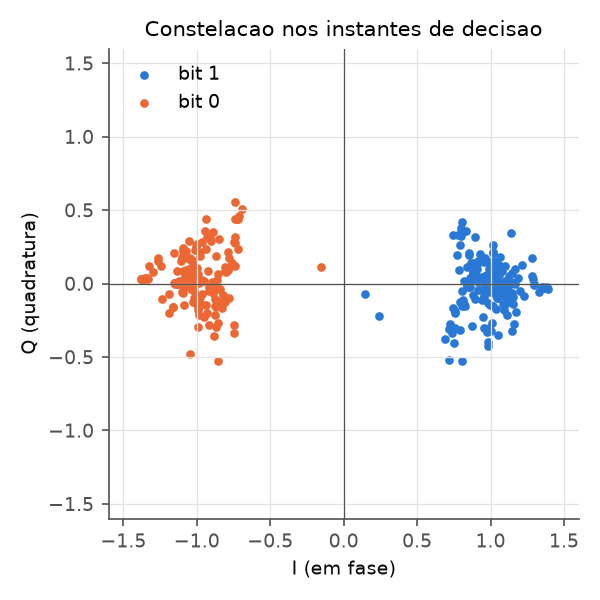 Constelacao nos instantes de decisao
bit 1
bit 0
1.5
1.0
0.5
0.0
−0.5
−1.0
−1.5
Q (quadratura)
−1.5 −1.0 −0.5 0.0 0.5 1.0 1.5
I (em fase)